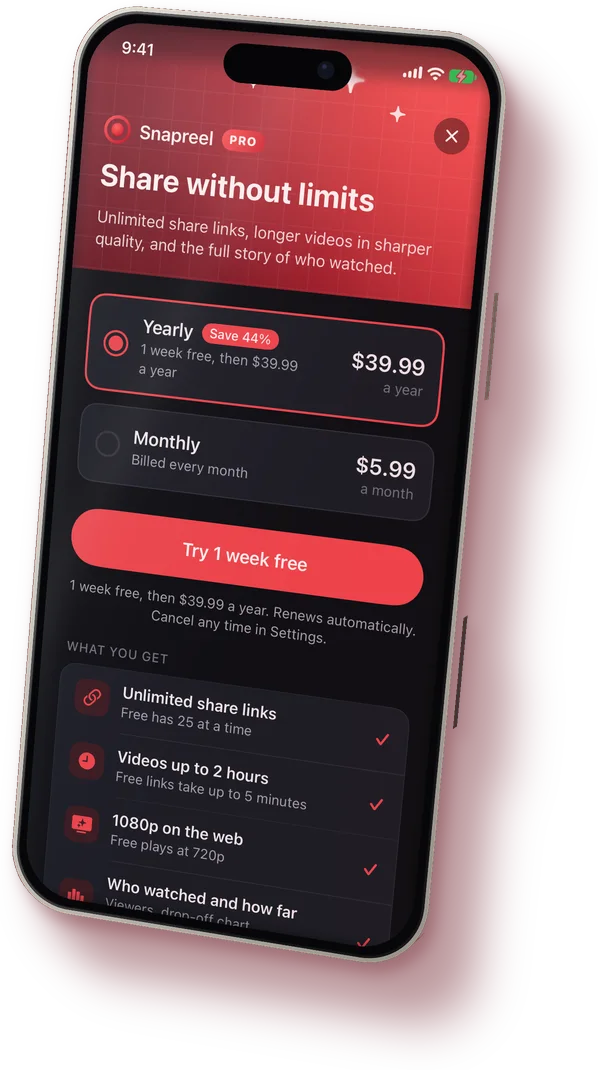 9:41
Snapreel PRO
Share without limits
Unlimited share links, longer videos in sharper
quality, and the full story of who watched.
Yearly Save 44%
1 week free, then $39.99
a year
$39.99
a year
Monthly
Billed every month
$5.99
a month
Try 1 week free
1 week free, then $39.99 a year. Renews automatically.
Cancel any time in Settings.
WHAT YOU GET
Unlimited share links
Free has 25 at a time
Videos up to 2 hours
Free links take up to 5 minutes
1080p on the web
Free plays at 720p
Who watched and how far
Viewers, drop-off chart